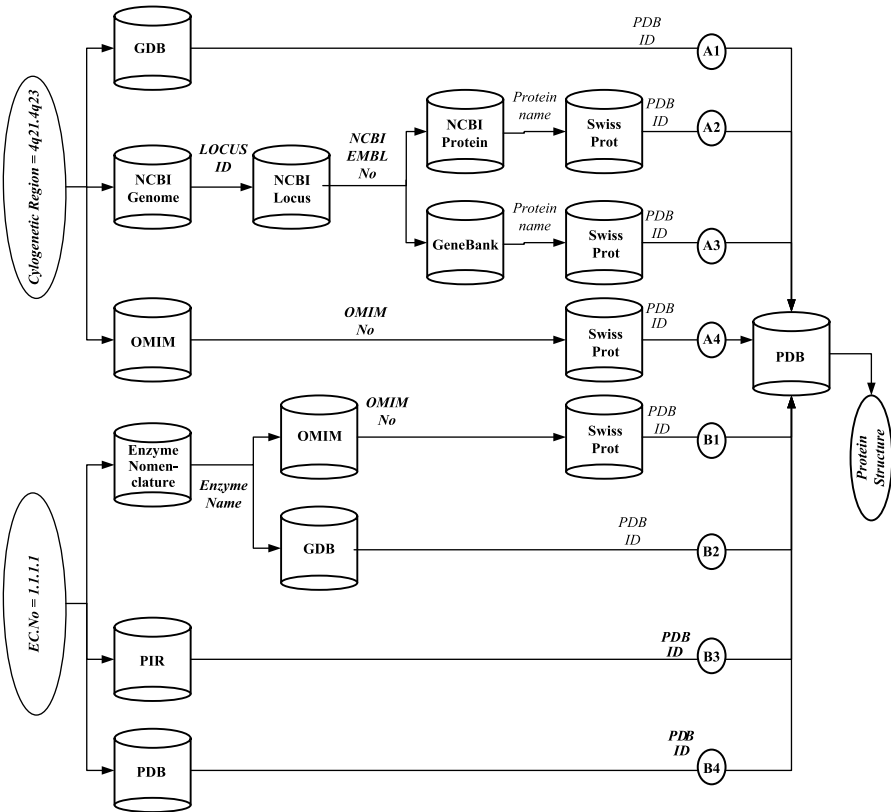 Cylogenetic Region = 4q21.4q23
GDB
PDB
ID
A1
NCBI
Genome
LOCUS
ID
NCBI
Locus
NCBI
EMBL
No
NCBI
Protein
Protein
name
Swiss
Prot
PDB
ID
A2
GeneBank
Protein
name
Swiss
Prot
PDB
ID
A3
OMIM
OMIM
No
Swiss
Prot
PDB
ID
A4
PDB
Protein
Structure
EC.No = 1.1.1.1
Enzyme
Nomen-
clature
Enzyme
Name
OMIM
OMIM
No
Swiss
Prot
PDB
ID
B1
GDB
PDB
ID
B2
PIR
PDB
ID
B3
PDB
PDB
ID
B4